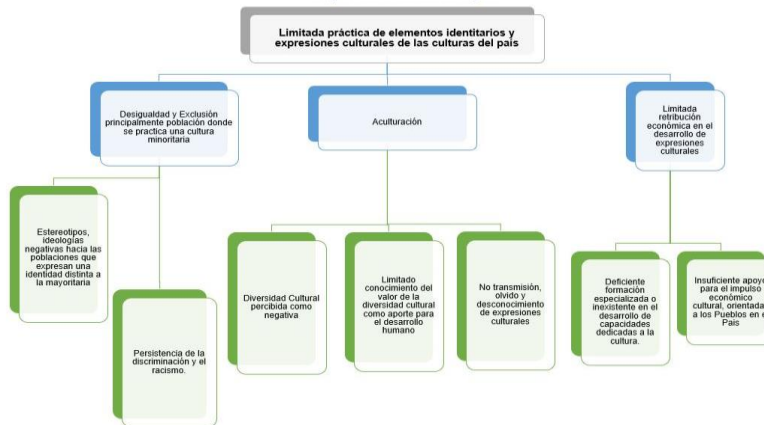 Limitada práctica de elementos identitarios y
expresiones culturales de las culturas del país
Desigualdad y Exclusión
principalmente población donde
se practica una cultura
minoritaria
Aculturación
Limitada
retribución
económica en el
desarrollo de
expresiones
culturales
Estereotipos,
ideologías
negativas hacia las
poblaciones que
expresan una
identidad distinta a
la mayoritaria
Persistencia de la
discriminación y el
racismo.
Diversidad Cultural
percibida como
negativa
Limitado
conocimiento del
valor de la
diversidad cultural
como aporte para
el desarrollo
humano
No transmisión,
olvido y
desconocimiento
de expresiones
culturales
Deficiente
formación
especializada o
inexistente en el
desarrollo de
capacidades
dedicadas a la
cultura.
Insuficiente apoyo
para el impulso
económico
cultural, orientada
a los Pueblos en el
País